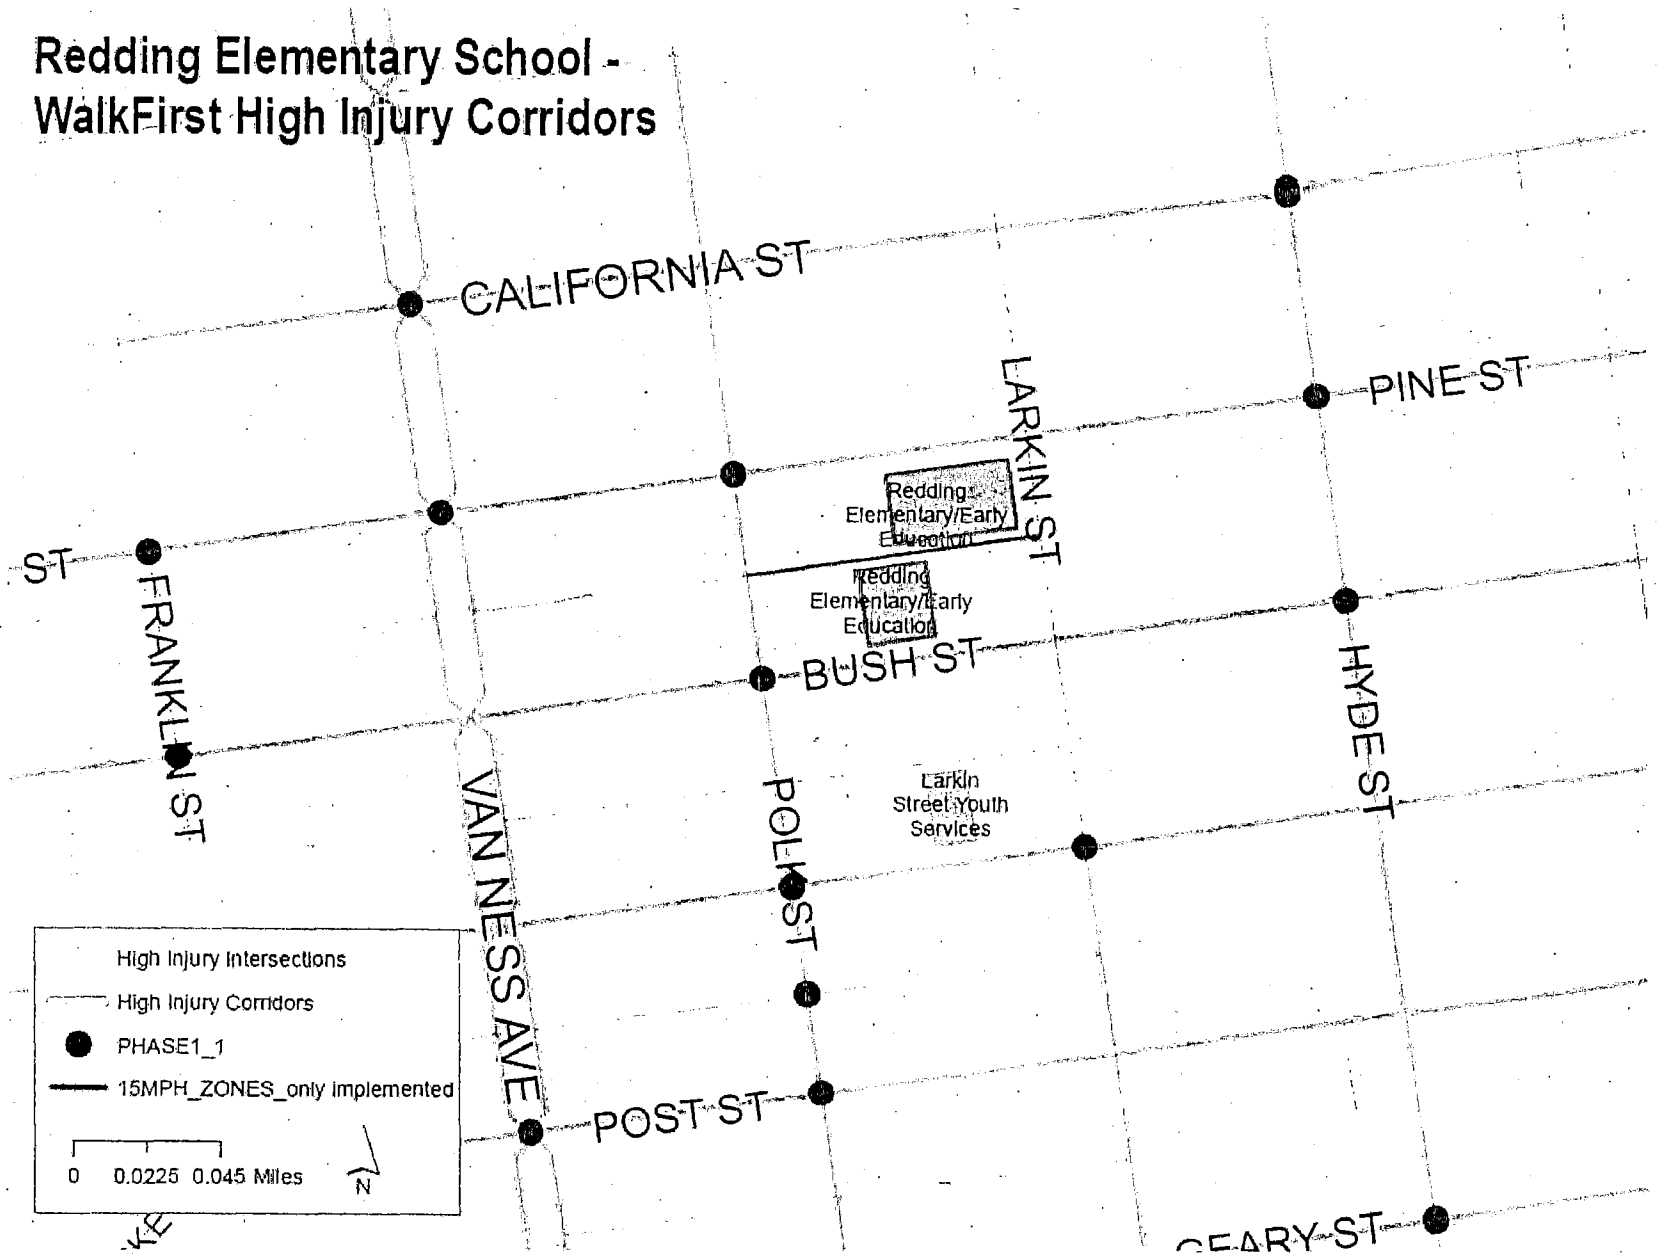 Redding Elementary School -
WalkFirst High Injury Corridors
CALIFORNIA ST
LARKIN ST
PINE ST
Redding
Elementary/Early
Education
ST
FRANKLIN ST
Redding
Elementary/Early
Education
BUSH ST
HYDE ST
VAN NESS AVE
POLK ST
Larkin
Street Youth
Services
High Injury Intersections
High Injury Corridors
PHASE1_1
15MPH_ZONES_only implemented
0 0.0225 0.045 Miles
N
POST ST
GEARY ST